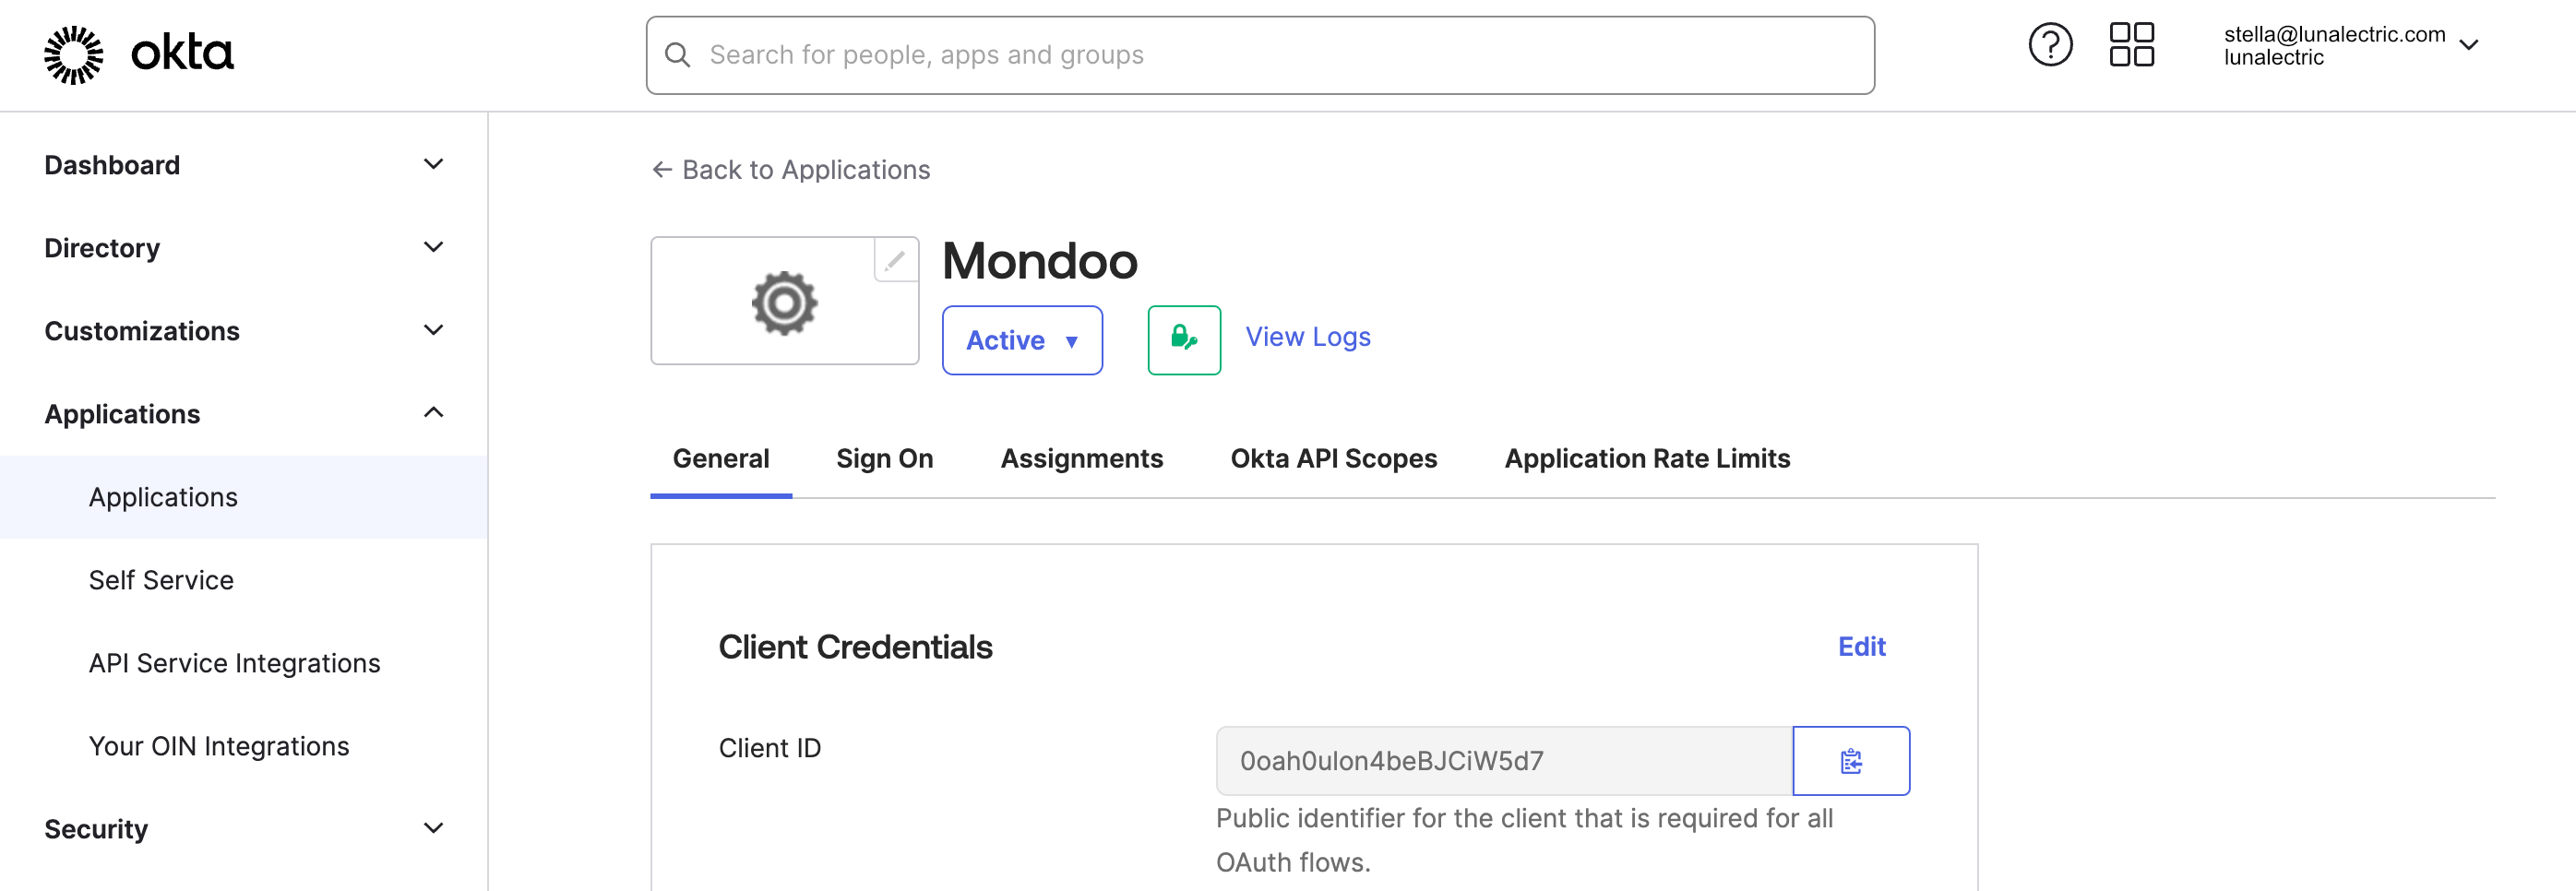 okta
Search for people, apps and groups
stella@lunalectric.com
lunalectric
Dashboard
Directory
Customizations
Applications
Applications
Self Service
API Service Integrations
Your OIN Integrations
Security
Back to Applications
Mondoo
Active
View Logs
General Sign On Assignments Okta API Scopes Application Rate Limits
Client Credentials Edit
Client ID
0oah0ulon4beBJCiW5d7
Public identifier for the client that is required for all
OAuth flows.